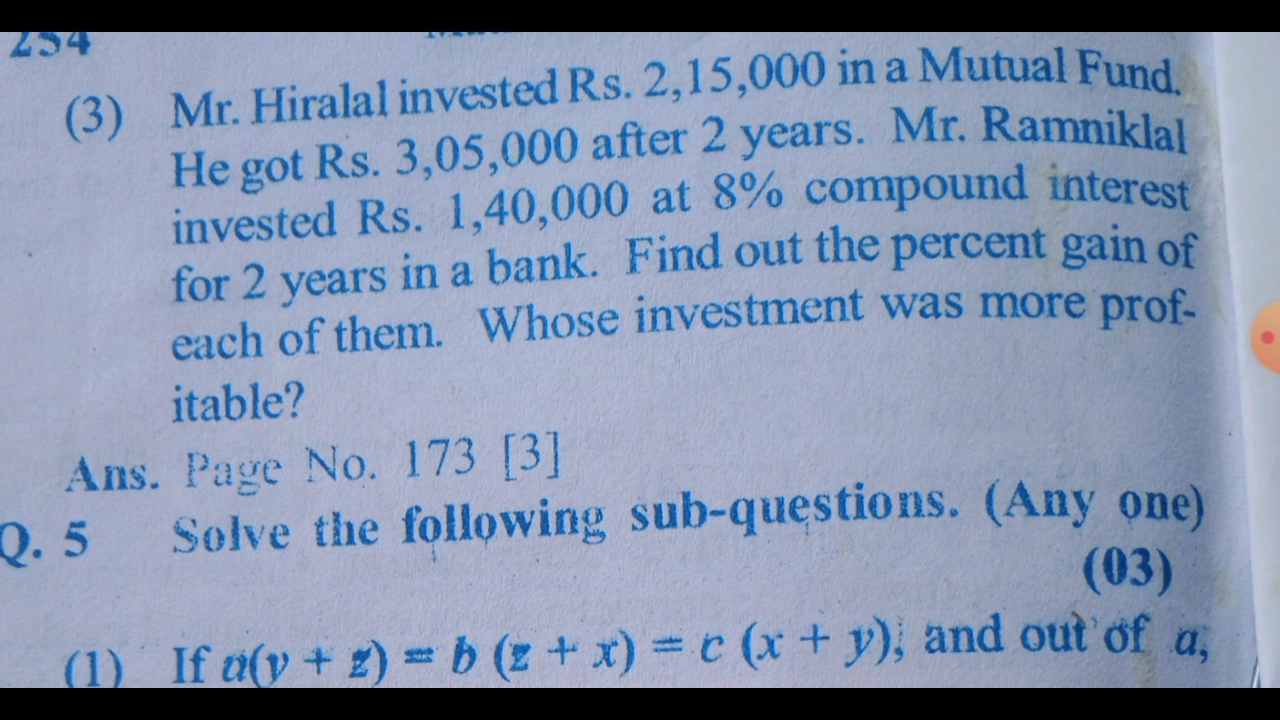 254
(3) Mr. Hiralal invested Rs. 2,15,000 in a Mutual Fund.
He got Rs. 3,05,000 after 2 years. Mr. Ramniklal
invested Rs. 1,40,000 at 8% compound interest
for 2 years in a bank. Find out the percent gain of
each of them. Whose investment was more prof-
itable?
Ans. Page No. 173 [3]
Q. 5 Solve the following sub-questions. (Any one)
(03)
(1) If a(y + z) = b (z + x) = c (x + y), and out of a,